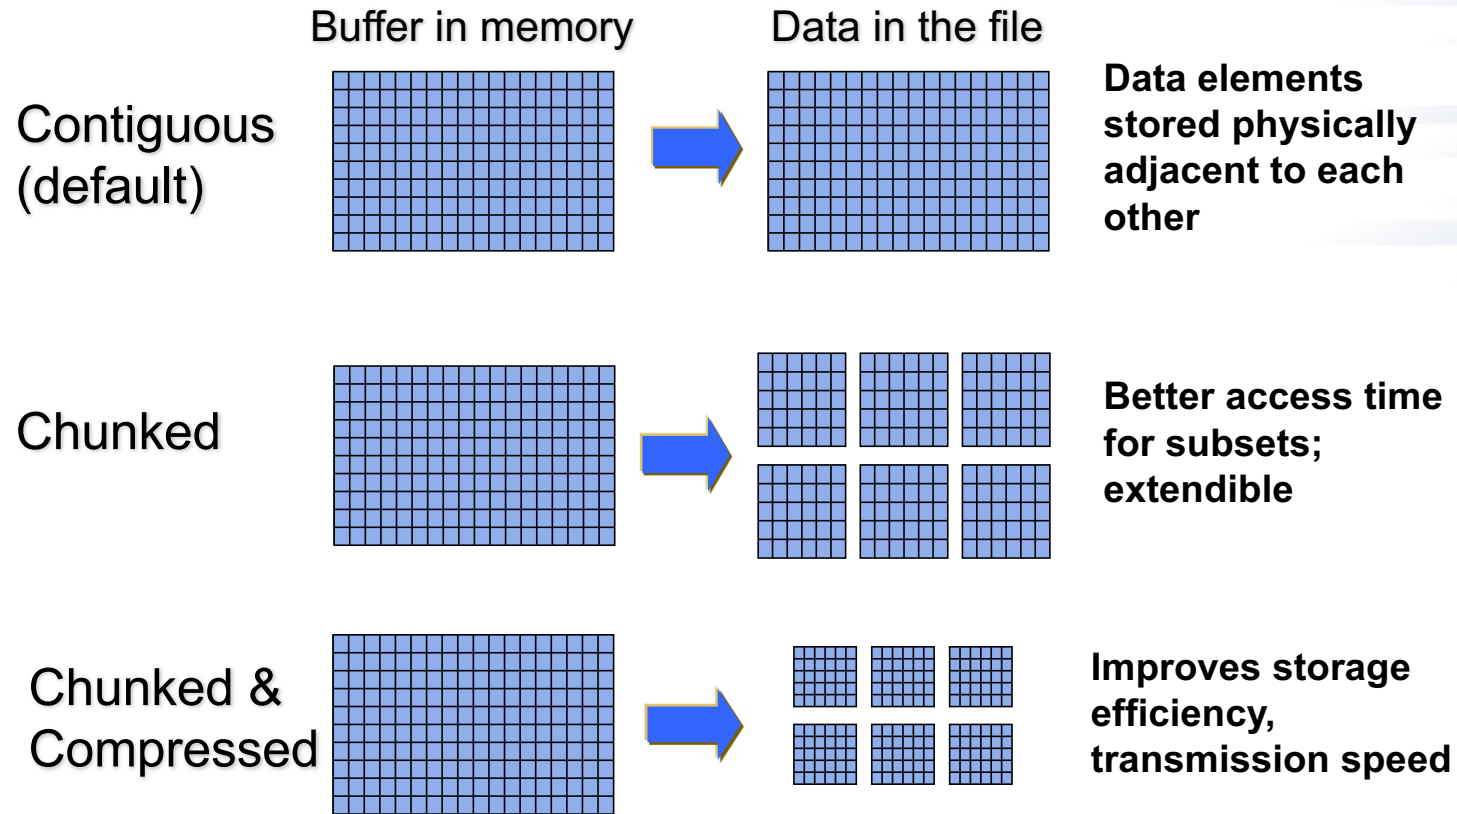 Buffer in memory
Data in the file
Contiguous
(default)
Data elements
stored physically
adjacent to each
other
Chunked
Better access time
for subsets;
extendible
Chunked &
Compressed
Improves storage
efficiency,
transmission speed